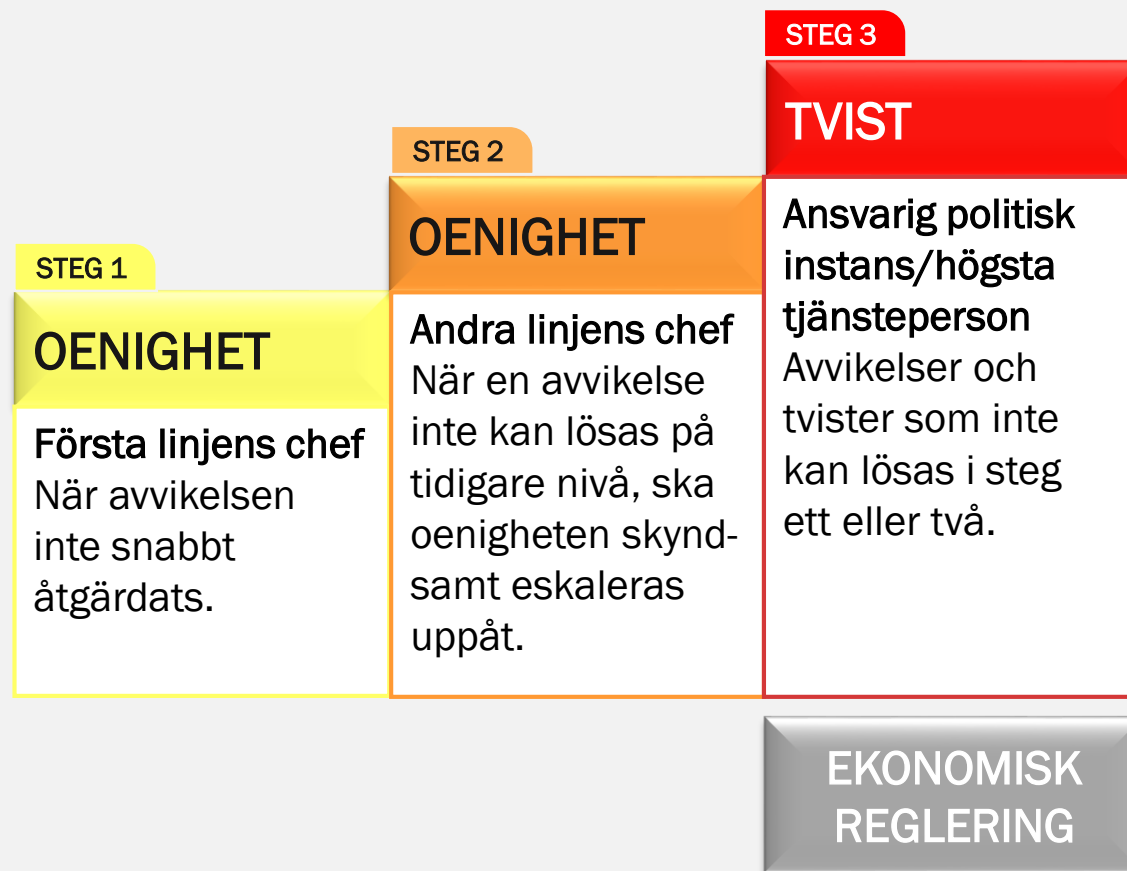 STEG 1
OENIGHET
Första linjens chef
När avvikelsen
inte snabbt
åtgärdats.
STEG 2
OENIGHET
Andra linjens chef
När en avvikelse
inte kan lösas på
tidigare nivå, ska
oenigheten skynd-
samt eskaleras
uppåt.
STEG 3
TVIST
Ansvarig politisk
instans/högsta
tjänsteperson
Avvikelser och
tvister som inte
kan lösas i steg
ett eller två.
EKONOMISK
REGLERING